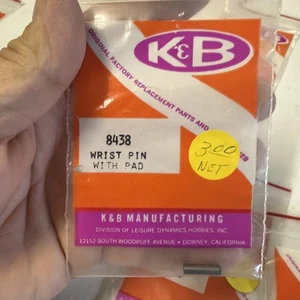 K&B
ORIGINAL FACTORY REPLACEMENT PARTS AND
8438
WRIST PIN
WITH PAD
3.00
NET
K&B MANUFACTURING
DIVISION OF LEISURE DYNAMICS HOBBIES, INC
12152 SOUTH WOODRUFF AVENUE • DOWNEY, CALIFORNIA